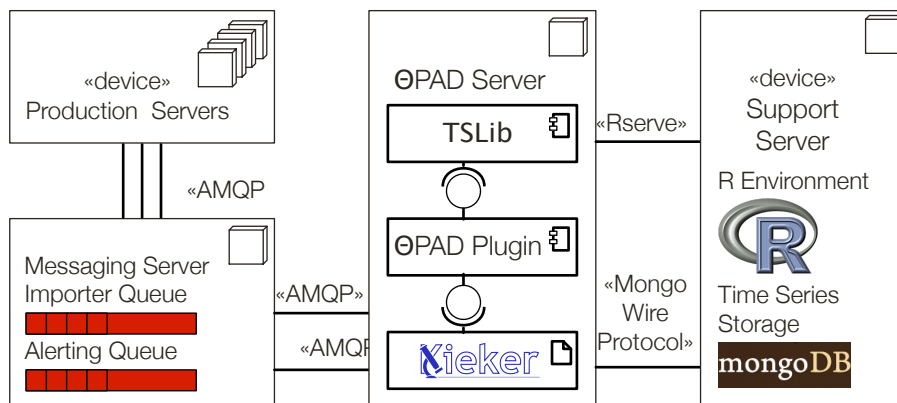 «device»
Production Servers
«AMQP
Messaging Server
Importer Queue
Alerting Queue
«AMQP»
«AMQP
ΘPAD Server
TSLib
ΘPAD Plugin
Kieker
«Rserve»
«Mongo
Wire
Protocol»
«device»
Support
Server
R Environment
R
Time Series
Storage
mongoDB